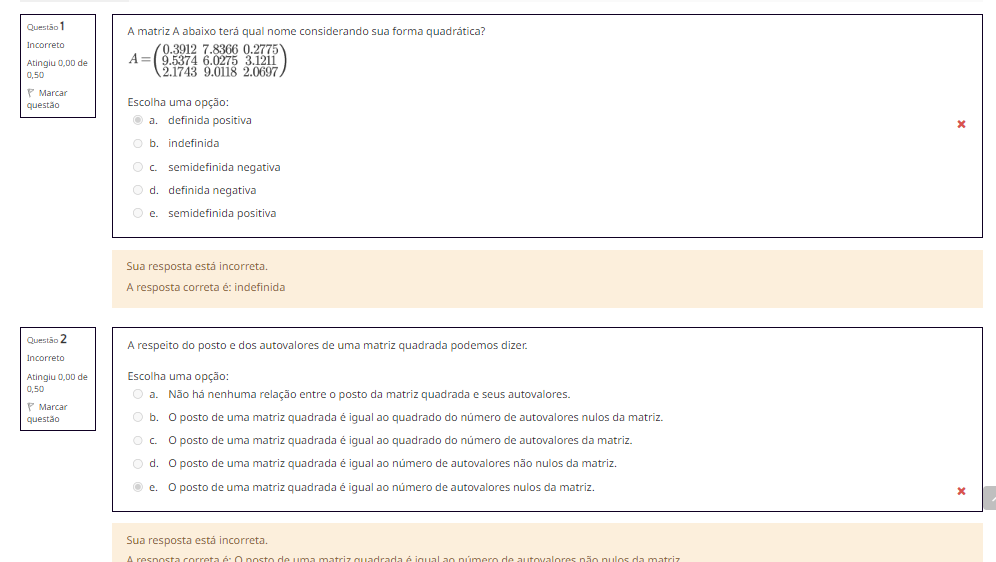 Questão 1
Incorreto
Atingiu 0,00 de
0,50
Marcar
questão
A matriz A abaixo terá qual nome considerando sua forma quadrática?
A = (0.3912 7.8366 0.2775
9.5374 6.0275 3.1211
2.1743 9.0118 2.0697)
Escolha uma opção:
a. definida positiva
b. indefinida
c. semidefinida negativa
d. definida negativa
e. semidefinida positiva
Sua resposta está incorreta.
A resposta correta é: indefinida
Questão 2
Incorreto
Atingiu 0,00 de
0,50
Marcar
questão
A respeito do posto e dos autovalores de uma matriz quadrada podemos dizer.
Escolha uma opção:
a. Não há nenhuma relação entre o posto da matriz quadrada e seus autovalores.
b. O posto de uma matriz quadrada é igual ao quadrado do número de autovalores nulos da matriz.
c. O posto de uma matriz quadrada é igual ao quadrado do número de autovalores da matriz.
d. O posto de uma matriz quadrada é igual ao número de autovalores não nulos da matriz.
e. O posto de uma matriz quadrada é igual ao número de autovalores nulos da matriz.
Sua resposta está incorreta.
A resposta correta é: O posto de uma matriz quadrada é igual ao número de autovalores não nulos da matriz.